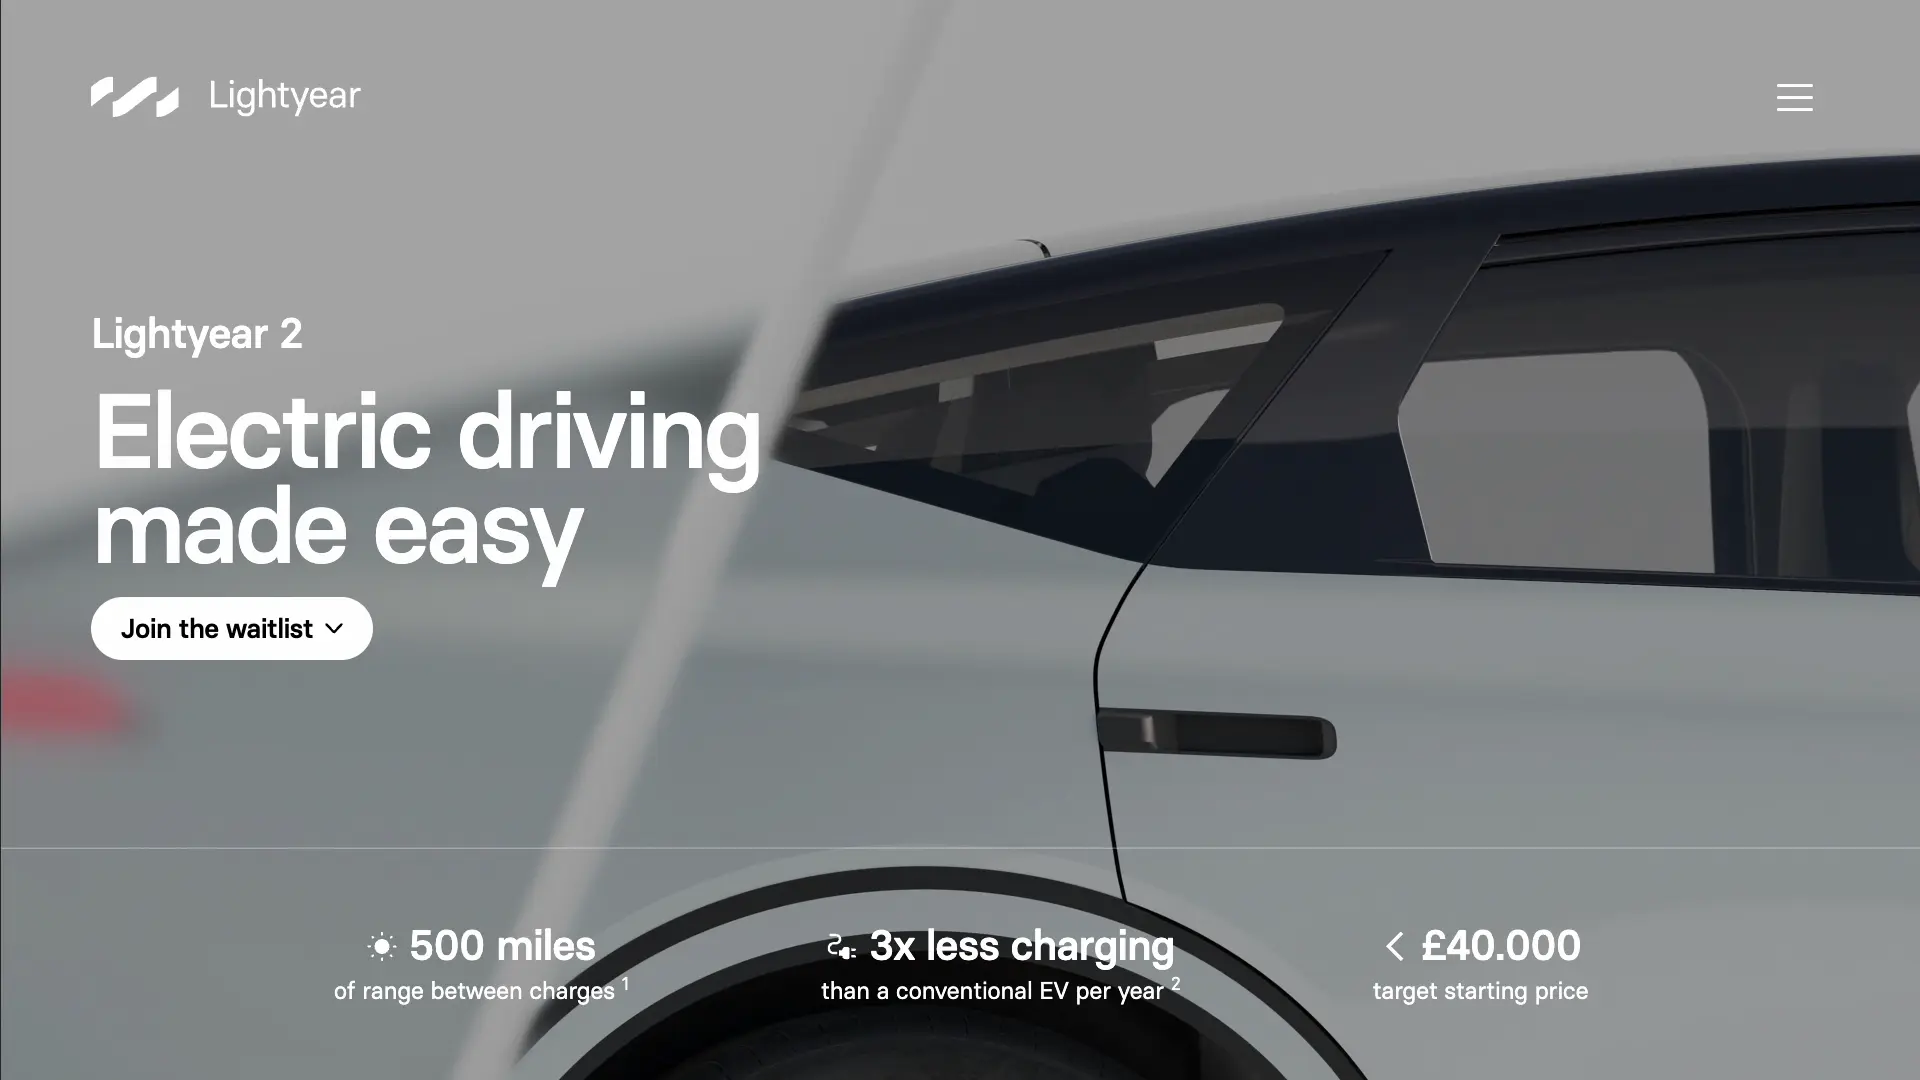 Lightyear
Lightyear 2
Electric driving
made easy
Join the waitlist
500 miles
of range between charges 1
3x less charging
than a conventional EV per year 2
< £40.000
target starting price